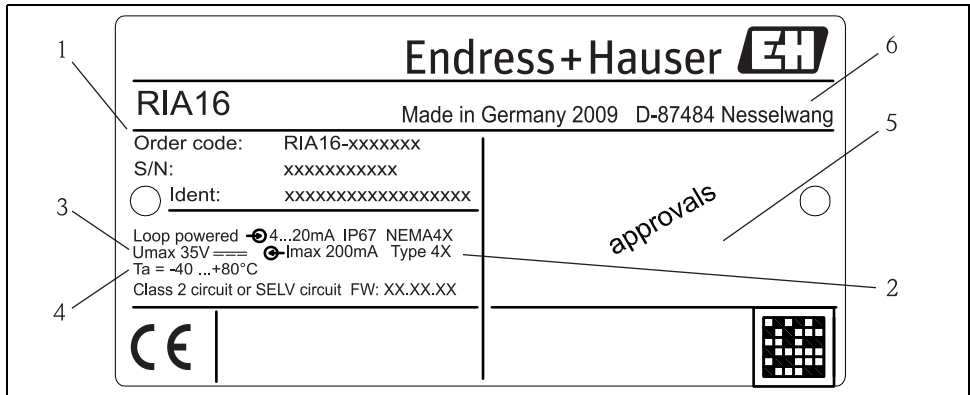 Endress+Hauser EH
RIA16
Made in Germany 2009 D-87484 Nesselwang
Order code: RIA16-xxxxxxx
S/N: xxxxxxxxxxx
Ident: xxxxxxxxxxxxxxxxxx
Loop powered 4...20mA IP67 NEMA4X
Umax 35V Imax 200mA Type 4X
Ta = -40 ...+80°C
Class 2 circuit or SELV circuit FW: XX.XX.XX
approvals
CE
1
2
3
4
5
6